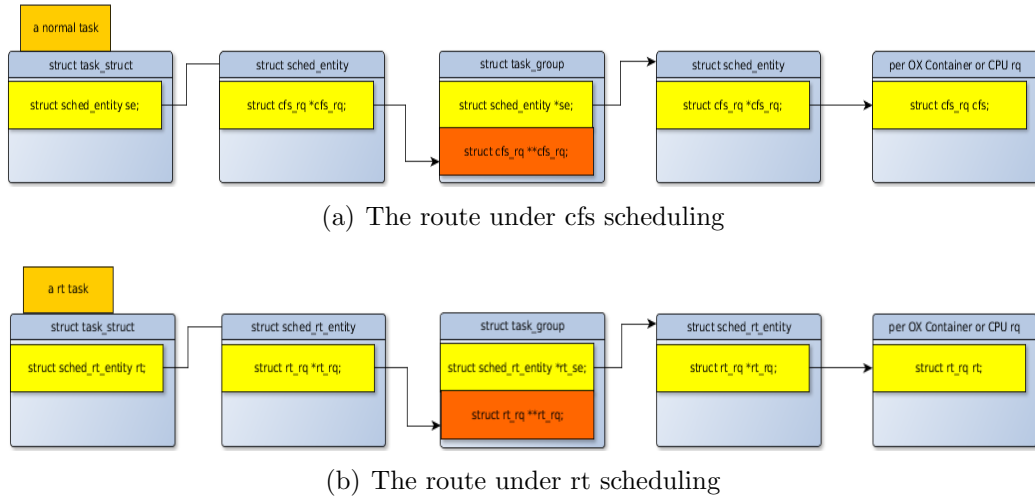 a normal task
struct task_struct
struct sched_entity
struct task_group
struct sched_entity
per OX Container or CPU rq
struct sched_entity se;
struct cfs_rq *cfs_rq;
struct sched_entity *se;
struct cfs_rq *cfs_rq;
struct cfs_rq cfs;
struct cfs_rq **cfs_rq;
(a) The route under cfs scheduling
a rt task
struct task_struct
struct sched_rt_entity
struct task_group
struct sched_rt_entity
per OX Container or CPU rq
struct sched_rt_entity rt;
struct rt_rq *rt_rq;
struct sched_rt_entity *rt_se;
struct rt_rq *rt_rq;
struct rt_rq rt;
struct rt_rq **rt_rq;
(b) The route under rt scheduling